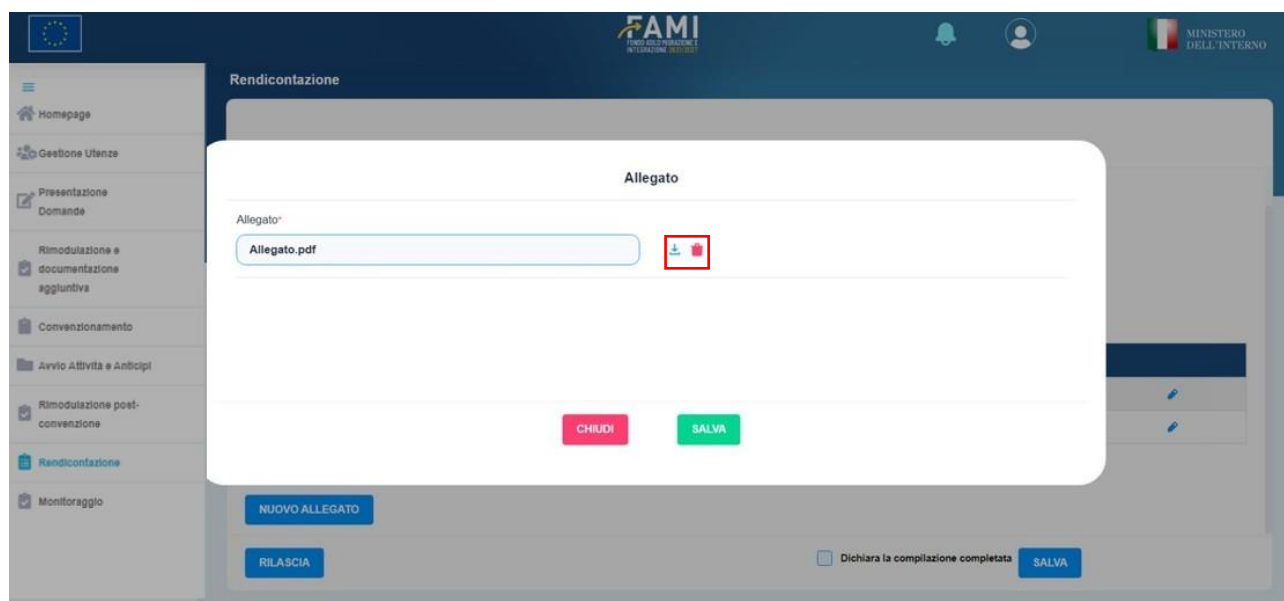 FAMI
FONDO ASILO MIGRAZIONE E
INTEGRAZIONE 2021-2027
MINISTERO
DELL'INTERNO
Rendicontazione
Homepage
Gestione Utenze
Presentazione
Domande
Rimodulazione e
documentazione
aggiuntiva
Convenzionamento
Avvio Attività e Anticipi
Rimodulazione post-
convenzione
Rendicontazione
Monitoraggio
Allegato
Allegato*
Allegato.pdf
CHIUDI
SALVA
NUOVO ALLEGATO
RILASCIA
Dichiara la compilazione completata
SALVA